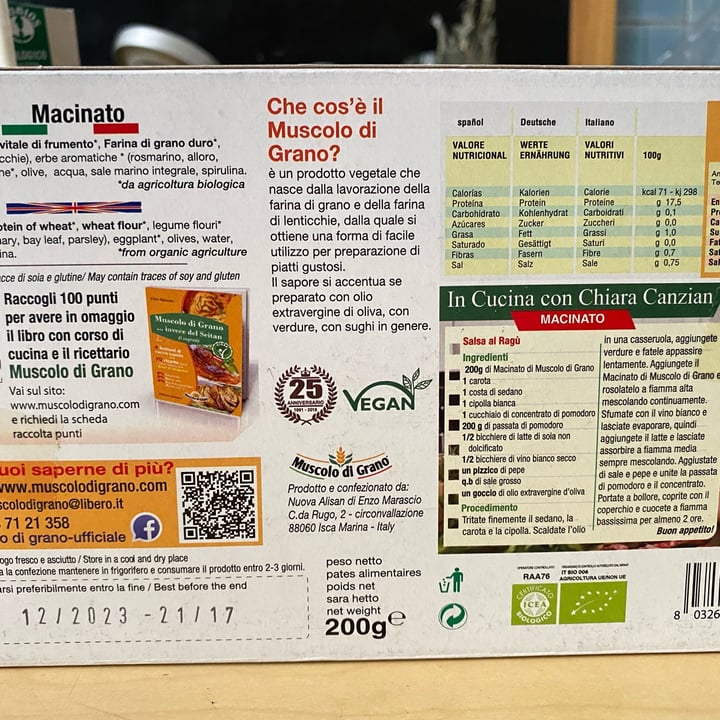 Macinato
vitale di frumento*, Farina di grano duro*,
cchie), erbe aromatiche * (rosmarino, alloro,
ne*, olive, acqua, sale marino integrale, spirulina.
*da agricoltura biologica
otein of wheat*, wheat flour*, legume flouri*
nary, bay leaf, parsley), eggplant*, olives, water,
ina.
*from organic agriculture
acce di soia e glutine/ May contain traces of soy and gluten
Raccogli 100 punti
per avere in omaggio
il libro con corso di
cucina e il ricettario
Muscolo di Grano
Vai sul sito:
www.muscolodigrano.com
e richiedi la scheda
raccolta punti
Muscolo di Grano
... invece del Seitan
uoi saperne di più?
www.muscolodigrano.com
scolodigrano@libero.it
71 21 358
o di grano-ufficiale
ogo fresco e asciutto / Store in a cool and dry place
a la confezione mantenere in frigorifero e consumare il prodotto entro 2-3 giorni.
arsi preferibilmente entro la fine / Best before the end
12/2023 -21/17
Che cos'è il
Muscolo di
Grano?
è un prodotto vegetale che
nasce dalla lavorazione della
farina di grano e della farina
di lenticchie, dalla quale si
ottiene una forma di facile
utilizzo per preparazione di
piatti gustosi.
Il sapore si accentua se
preparato con olio
extravergine di oliva, con
verdure, con sughi in genere.
25
ANNIVERSARIO
1991 - 2016
VEGAN
Muscolo di Grano
Prodotto e confezionato da:
Nuova Alisan di Enzo Marascio
C.da Rugo, 2 - circonvallazione
88060 Isca Marina - Italy
peso netto
pates alimentaires
poids net
sara hetto
net weight
200g℮
spañol Deutsche Italiano
VALORE NUTRICIONAL WERTE ERNÄHRUNG VALORI NUTRITIVI 100g
Calorías Kalorien Calorie kcal 71 - kj 298
Proteína Protein Proteine g 17,5
Carbohidrato Kohlenhydrat Carboidrati g 0,1
Azúcares Zucker Zuccheri g 0,0
Grasa Fett Grassi g 1,0
Saturado Gesättigt Saturi g 0,0
Fibras Fasern Fibre g 0,7
Sal Salz Sale g 0,75
In Cucina con Chiara Canzian
MACINATO
Salsa al Ragù
Ingredienti
200g di Macinato di Muscolo di Grano
1 carota
1 costa di sedano
1 cipolla bianca
1 cucchiaio di concentrato di pomodoro
200 g di passata di pomodoro
1/2 bicchiere di latte di soia non
dolcificato
1/2 bicchiere di vino bianco secco
un pizzico di pepe
q.b di sale grosso
un goccio di olio extravergine d'oliva
Procedimento
Tritate finemente il sedano, la
carota e la cipolla. Scaldate l'olio
in una casseruola, aggiungete
verdure e fatele appassire
lentamente. Aggiungete il
Macinato di Muscolo di Grano e
rosolatelo a fiamma alta
mescolando continuamente.
Sfumate con il vino bianco e
lasciate evaporare, quindi
aggiungete il latte e lasciate
assorbire a fiamma media
sempre mescolando. Aggiustate
di sale e pepe e unite la passata
di pomodoro e il concentrato.
Portate a bollore, coprite con il
coperchio e cuocete a fiamma
bassissima per almeno 2 ore.
Buon appetito!
RAA76
IT BIO 006
AGRICOLTURA UE/NON UE
CERTIFICATO
ICEA
BIOLOGICO
8 0326